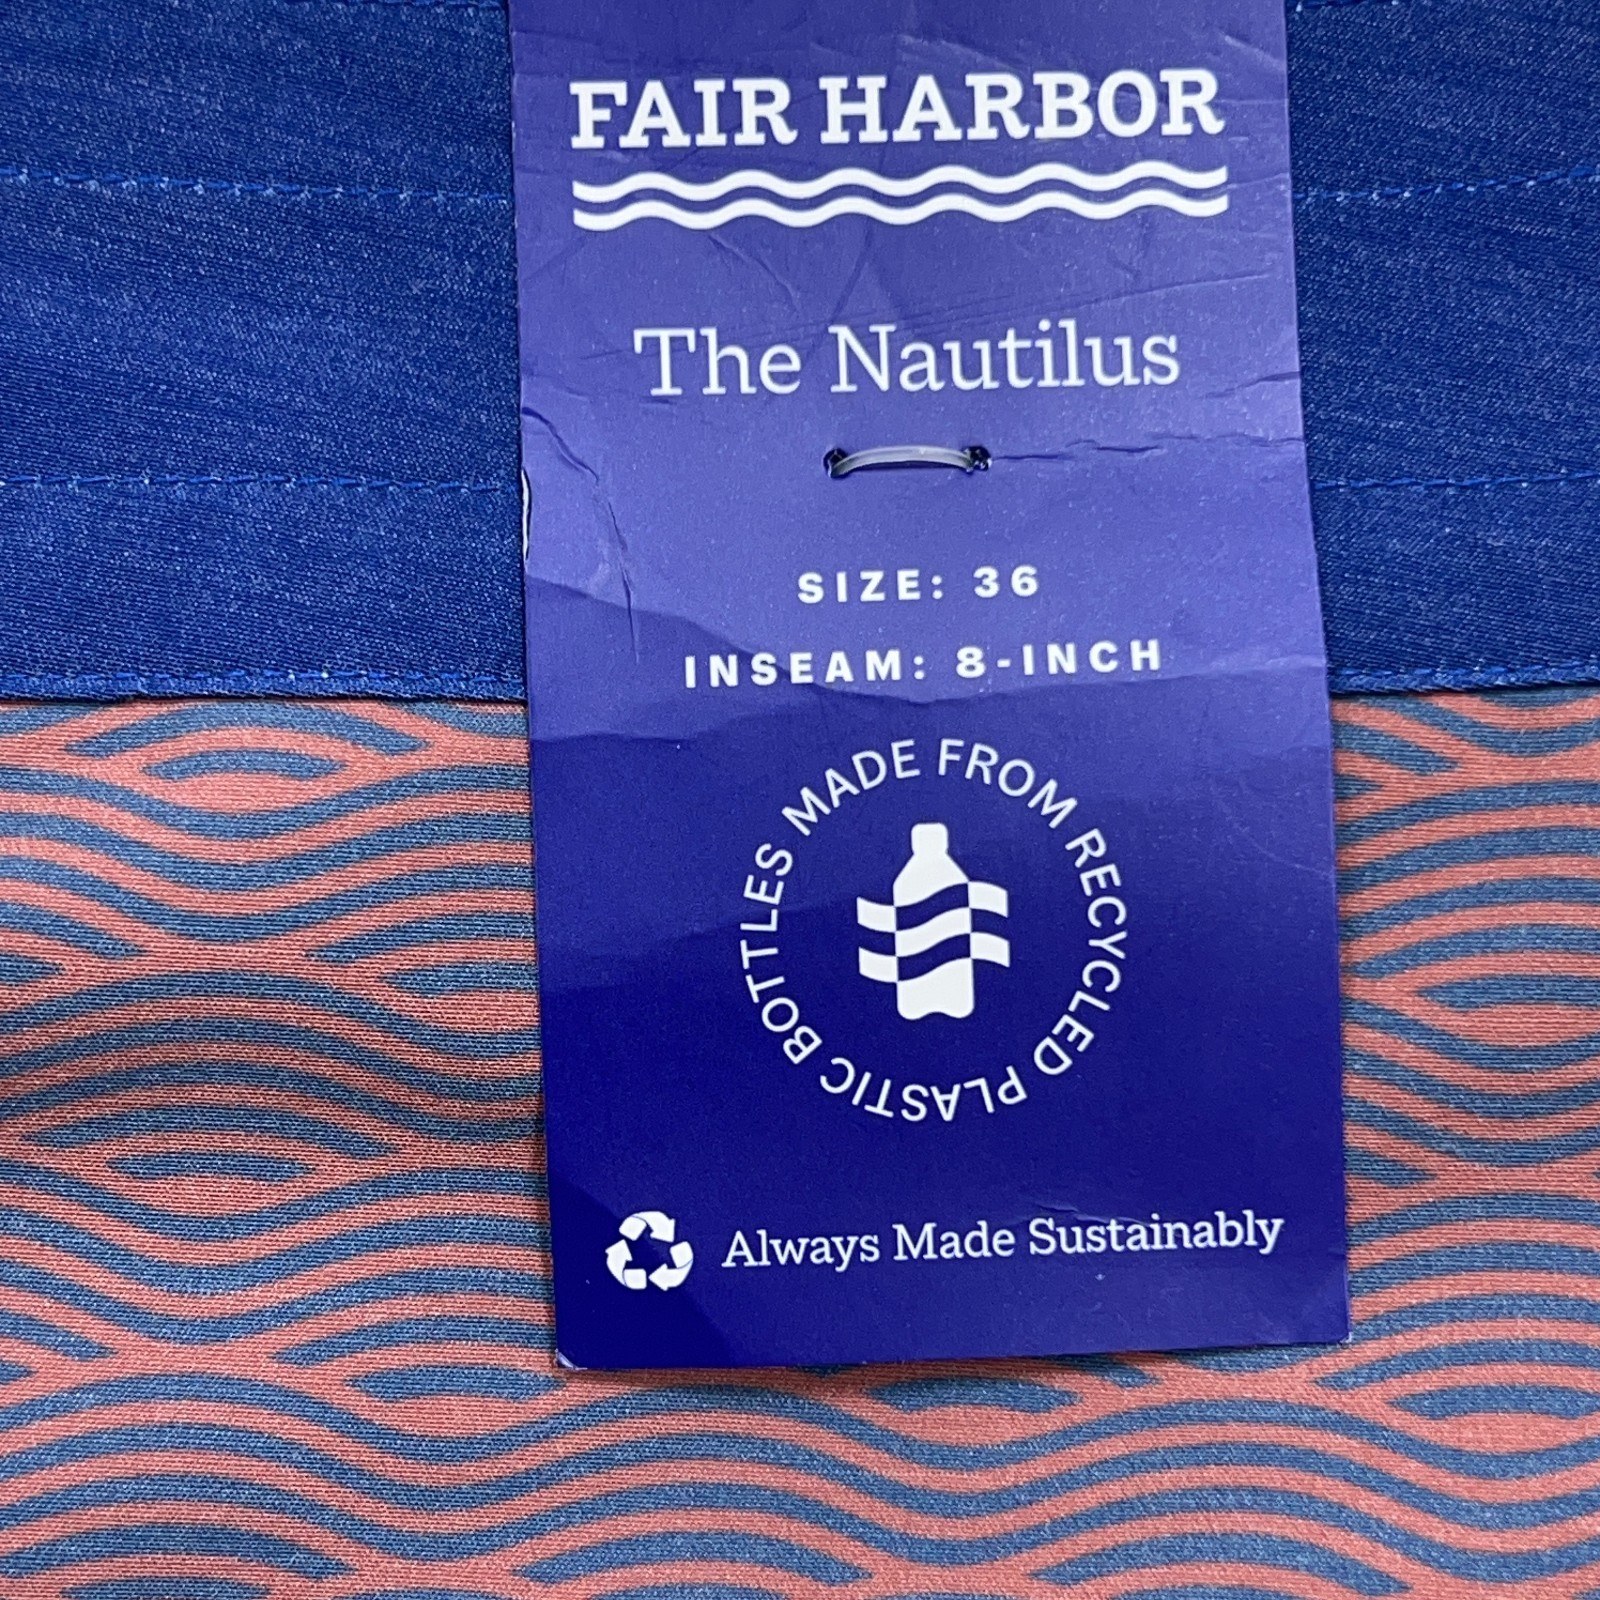 FAIR HARBOR
The Nautilus
SIZE: 36
INSEAM: 8-INCH
MADE FROM RECYCLED PLASTIC BOTTLES
Always Made Sustainably